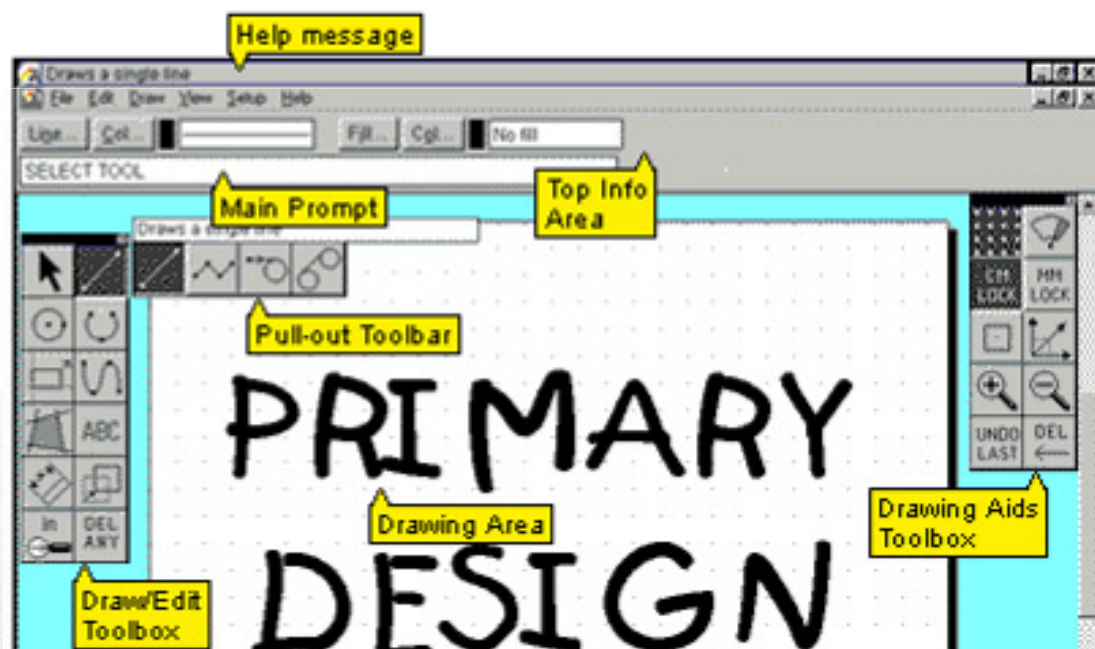 Help message
Draws a single line
File Edit Draw View Setup Help
Line... Col... Fill... Col... No fill
SELECT TOOL
Top Info
Area
Main Prompt
Draws a single line
CM
LOCK
MM
LOCK
Pull-out Toolbar
PRIMARY
ABC
UNDO
LAST
DEL
Drawing Area
Drawing Aids
Toolbox
in
DEL
ANY
DESIGN
Draw/Edit
Toolbox